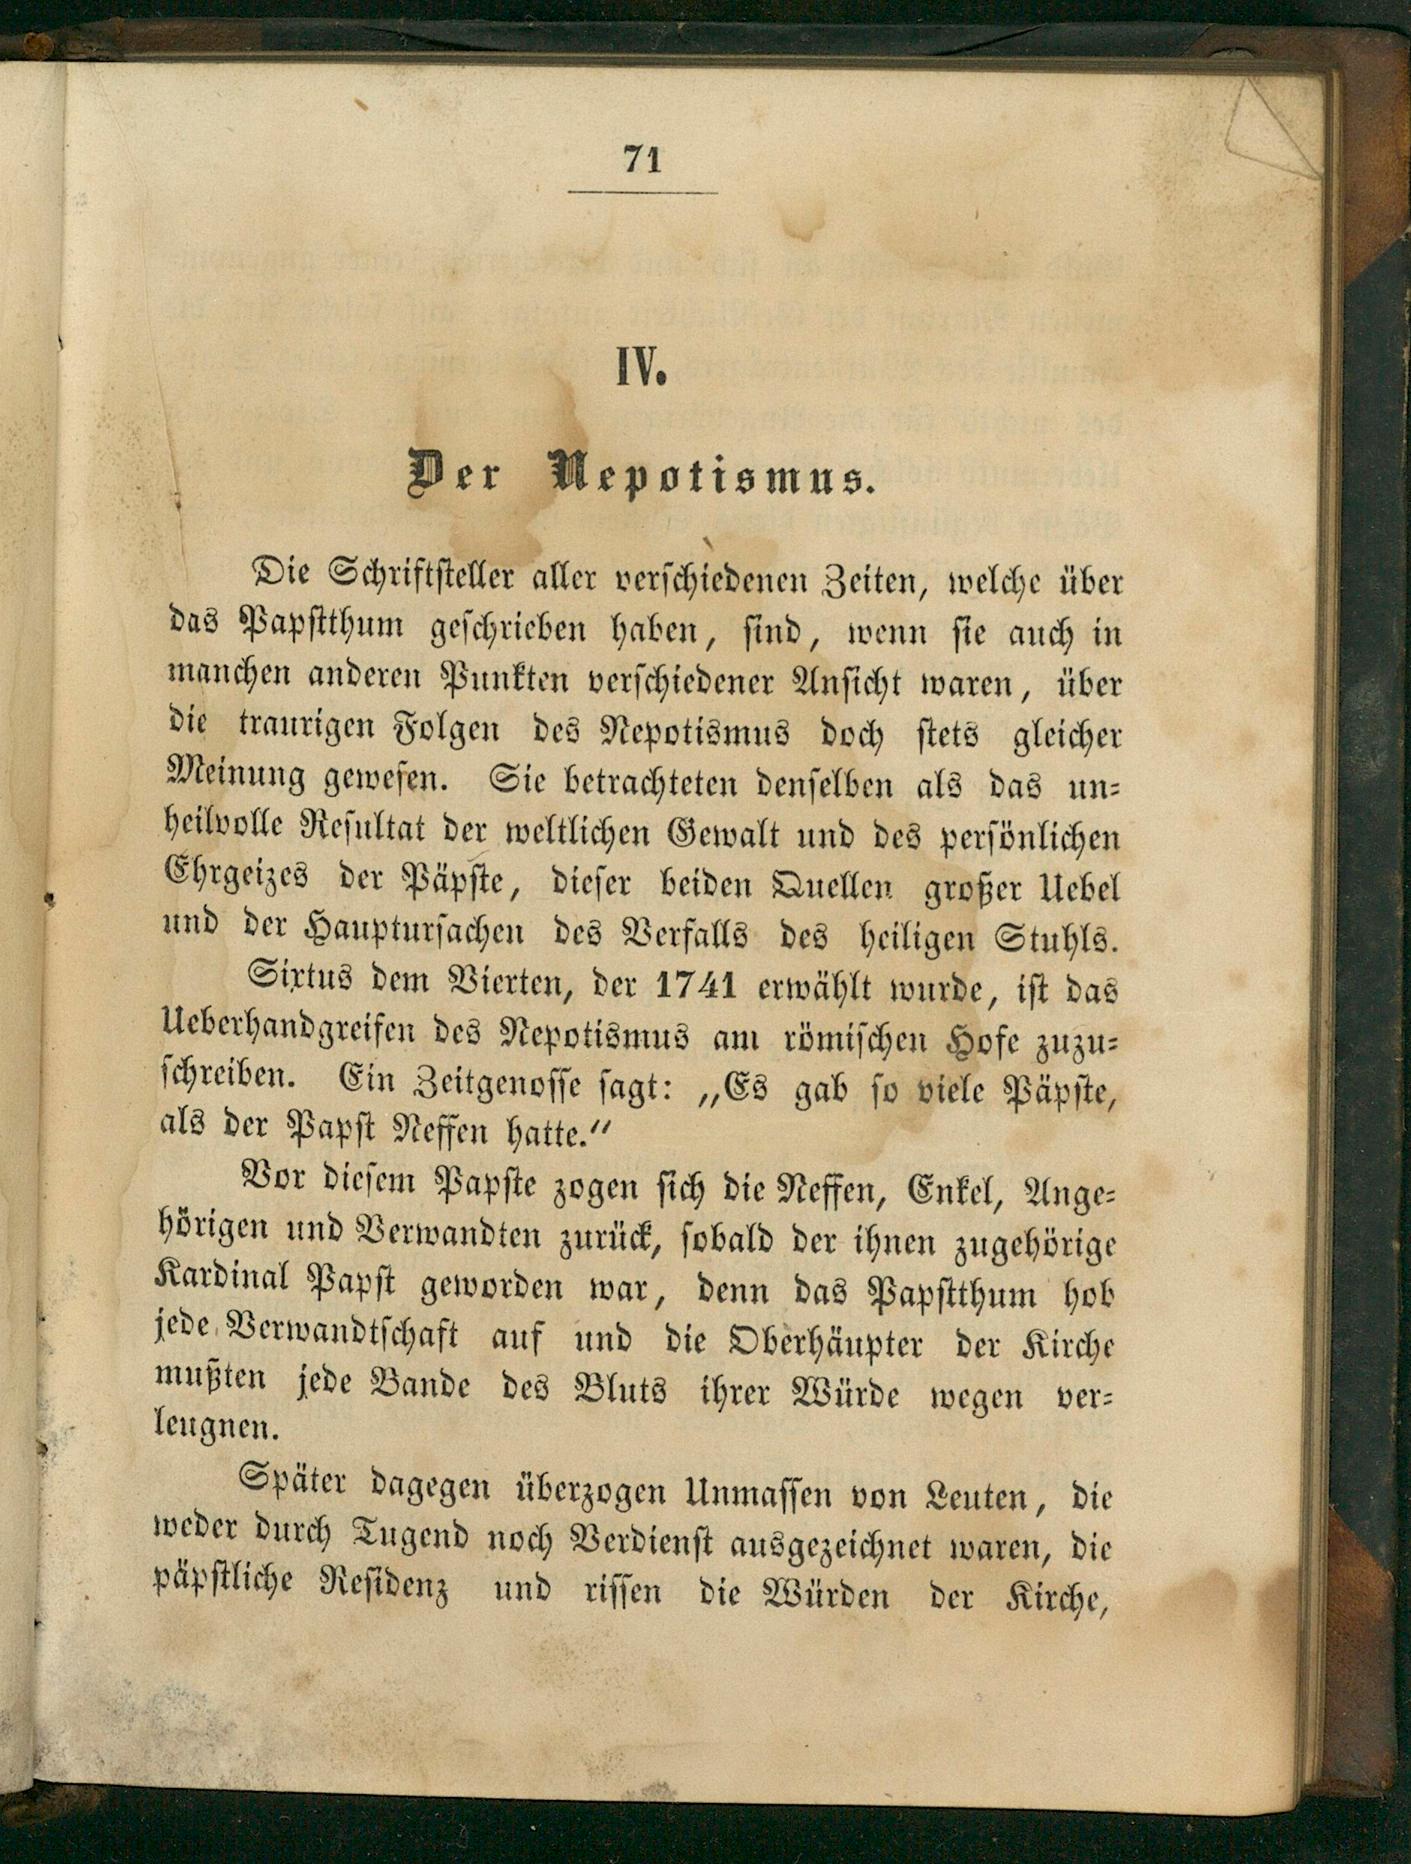 71
IV.
Der Nepotismus.
Die Schriftsteller aller verschiedenen Zeiten, welche über
das Papstthum geschrieben haben, sind, wenn sie auch in
manchen anderen Punkten verschiedener Ansicht waren, über
die traurigen Folgen des Nepotismus doch stets gleicher
Meinung gewesen. Sie betrachteten denselben als das un-
heilvolle Resultat der weltlichen Gewalt und des persönlichen
Ehrgeizes der Päpste, dieser beiden Quellen großer Uebel
und der Hauptursachen des Verfalls des heiligen Stuhls.
Sixtus dem Vierten, der 1741 erwählt wurde, ist das
Ueberhandgreifen des Nepotismus am römischen Hofe zuzu-
schreiben. Ein Zeitgenosse sagt: „Es gab so viele Päpste,
als der Papst Neffen hatte.“
Vor diesem Papste zogen sich die Neffen, Enkel, Ange-
hörigen und Verwandten zurück, sobald der ihnen zugehörige
Kardinal Papst geworden war, denn das Papstthum hob
jede Verwandtschaft auf und die Oberhäupter der Kirche
mußten jede Bande des Bluts ihrer Würde wegen ver-
leugnen.
Später dagegen überzogen Unmassen von Leuten, die
weder durch Tugend noch Verdienst ausgezeichnet waren, die
päpstliche Residenz und rissen die Würden der Kirche,